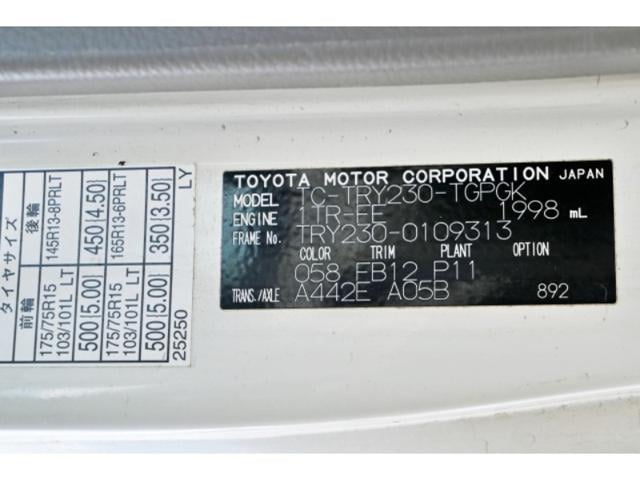 TOYOTA MOTOR CORPORATION JAPAN
MODEL TC-TRY230-TGPGK
ENGINE 1TR-FE 1998 mL
FRAME No. TRY230-0109313
COLOR TRIM PLANT OPTION
058 FB12 P11
TRANS./AXLE A442E A05B 892
タイヤサイズ
前輪 後輪
175/75R15 103/101L LT 145R13-8PRLT
500(5.00) 450(4.50)
175/75R15 103/101L LT 165R13-6PRLT
500(5.00) 350(3.50)
25250 LY